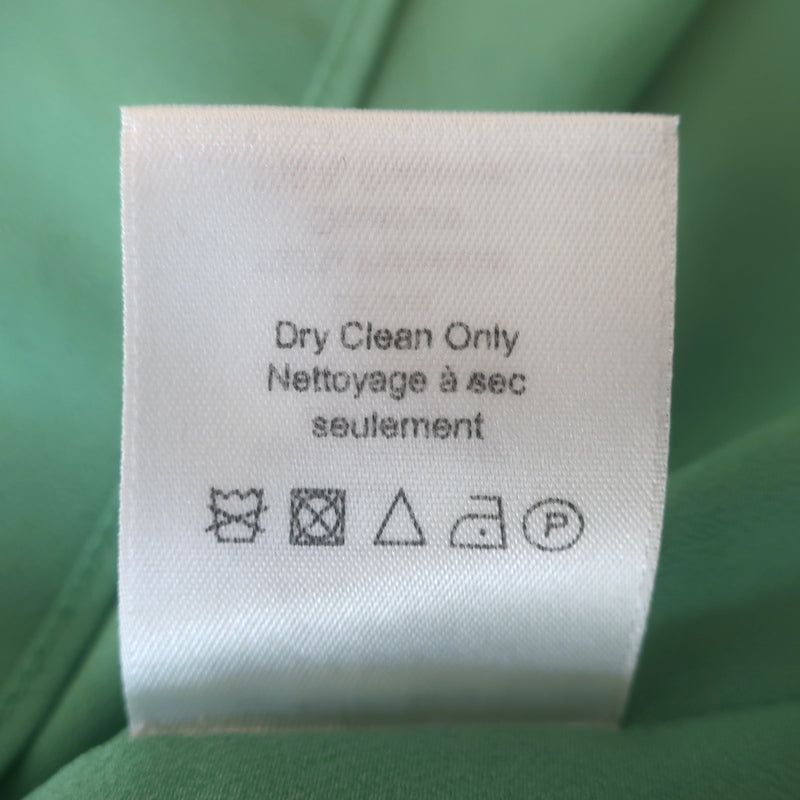 Dry Clean Only
Nettoyage à sec
seulement
P